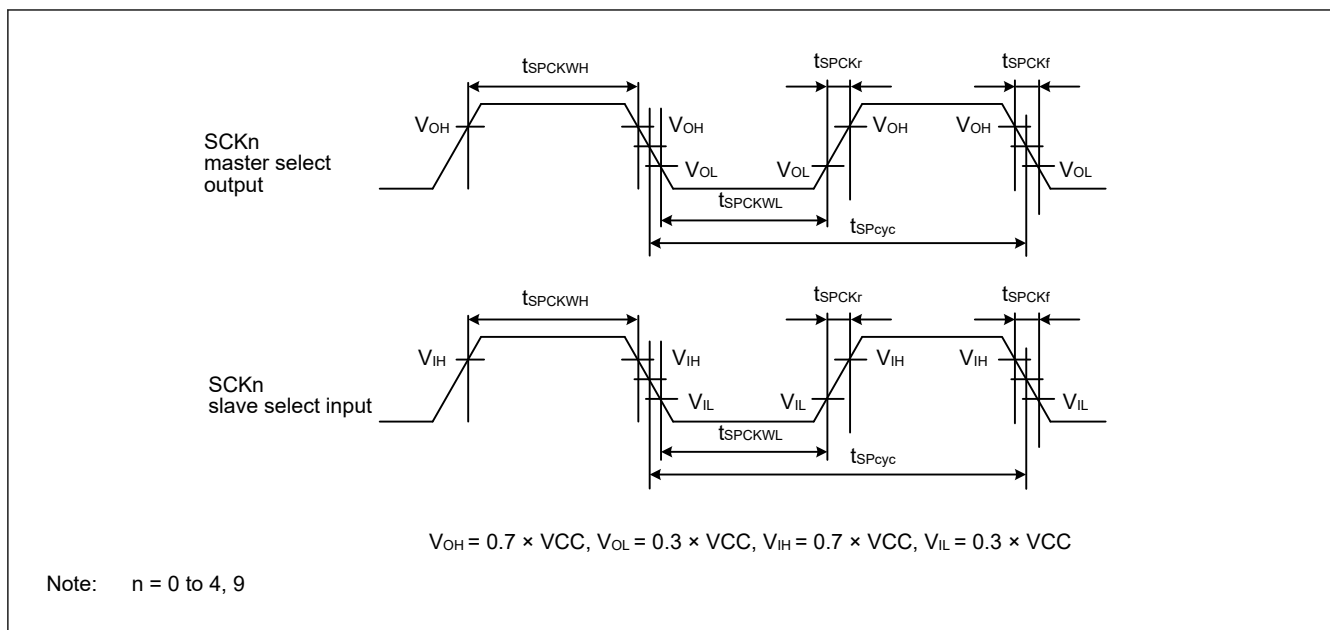 tSPCKWH
tSPCKr
tSPCKf
VOH
VOH
VOH
VOH
SCKn
master select
output
VOL
VOL
VOL
tSPCKWL
tSPcyc
tSPCKWH
tSPCKr
tSPCKf
VIH
VIH
VIH
VIH
SCKn
slave select input
VIL
VIL
VIL
tSPCKWL
tSPcyc
VOH = 0.7 × VCC, VOL = 0.3 × VCC, VIH = 0.7 × VCC, VIL = 0.3 × VCC
Note: n = 0 to 4, 9